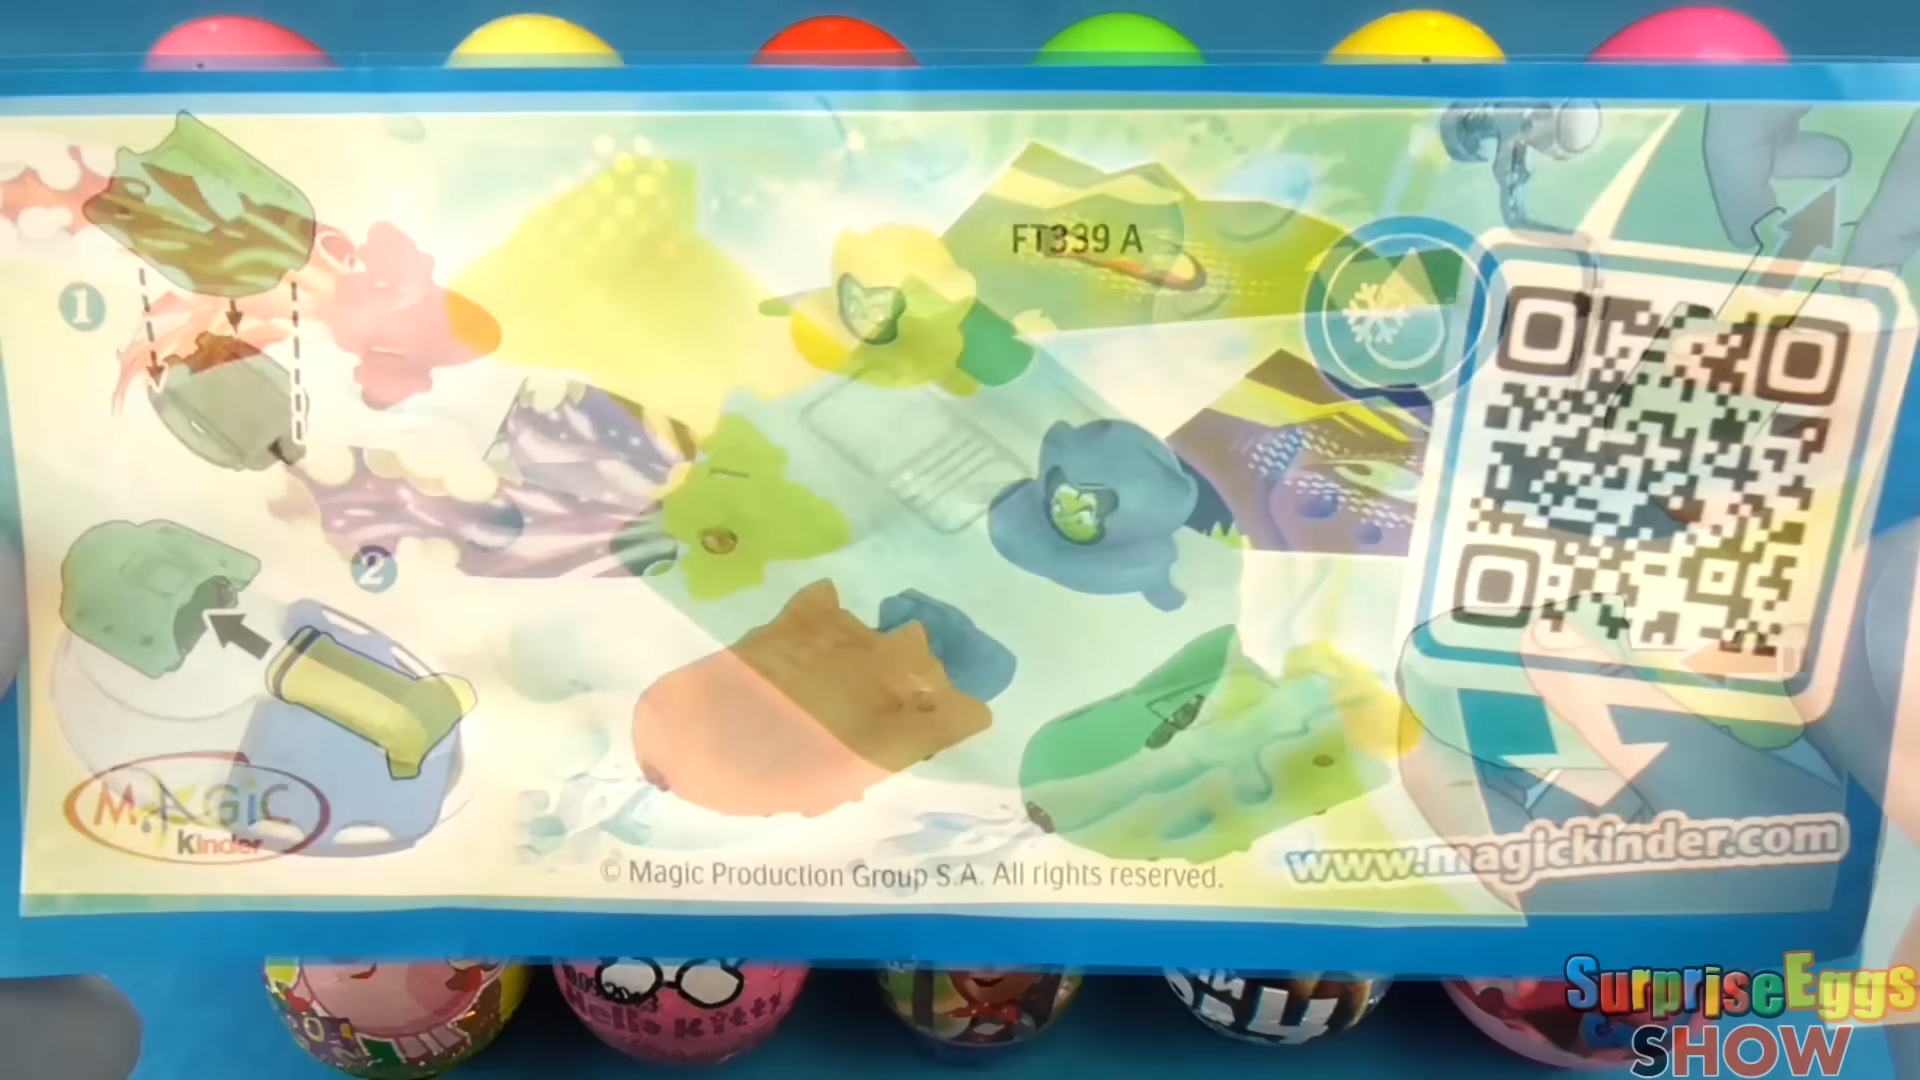 FT339 A
1
2
MAGIC
Kinder
© Magic Production Group S.A. All rights reserved.
www.magickinder.com
Hello Kitty
SurpriseEggs
SHOW